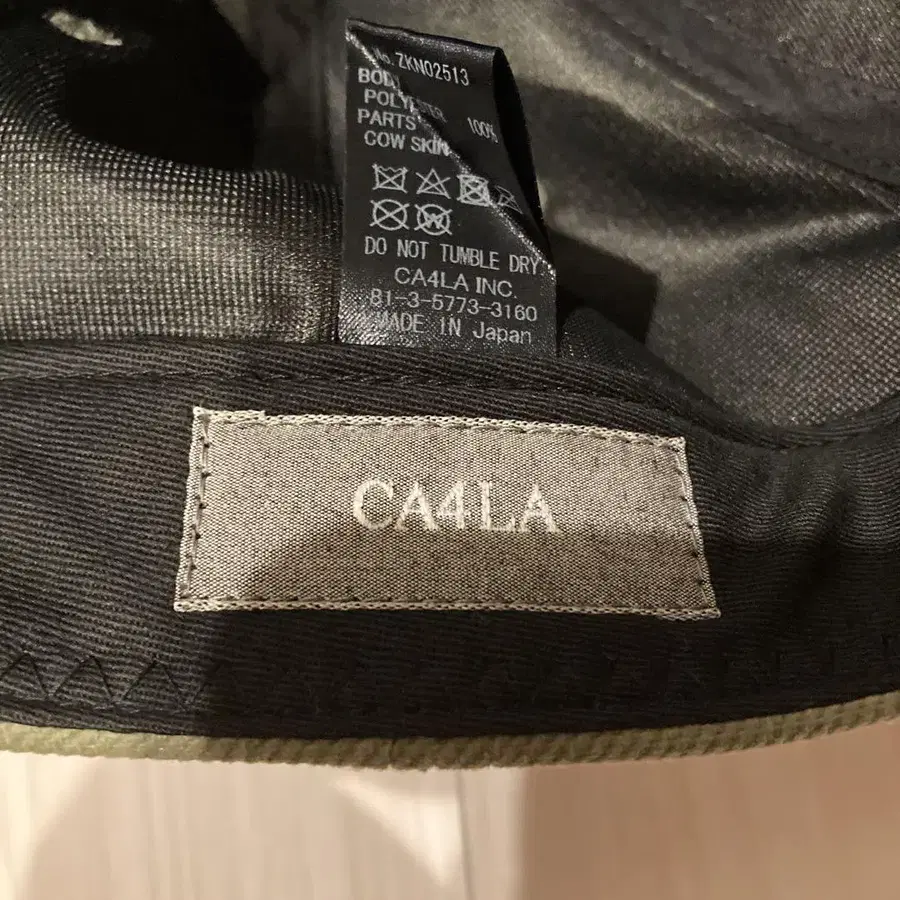 No. ZKN02513
BODY
POLYESTER 100%
PARTS
COW SKIN
DO NOT TUMBLE DRY
CA4LA INC.
81-3-5773-3160
MADE IN Japan
CA4LA